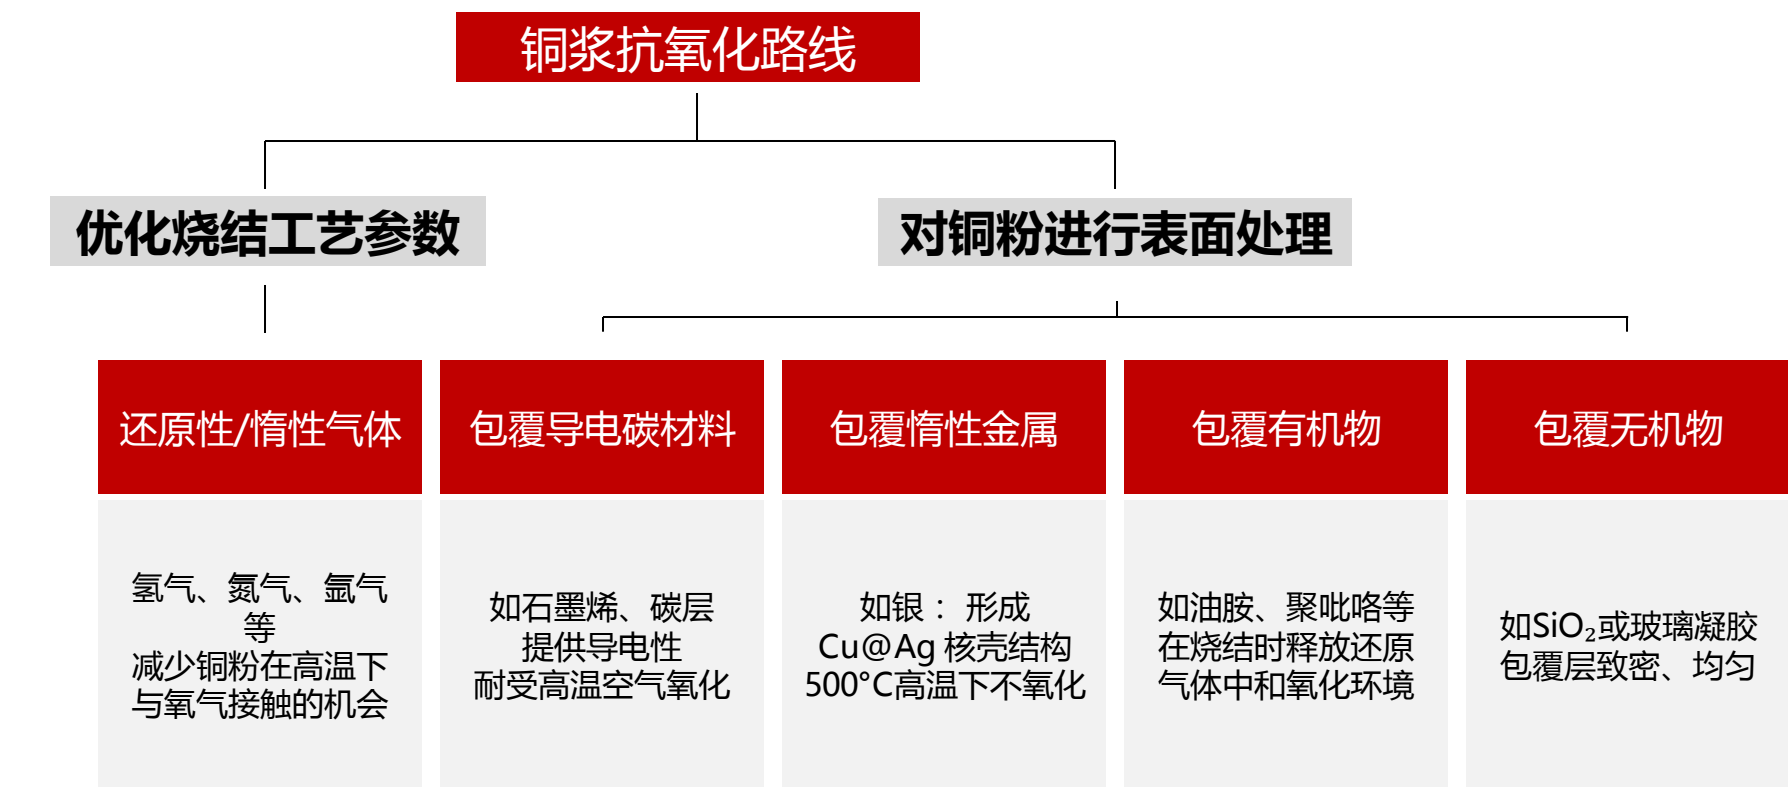 铜浆抗氧化路线
优化烧结工艺参数
对铜粉进行表面处理
还原性/惰性气体
包覆导电碳材料
包覆惰性金属
包覆有机物
包覆无机物
氢气、氮气、氩气
等
减少铜粉在高温下
与氧气接触的机会
如石墨烯、碳层
提供导电性
耐受高温空气氧化
如银： 形成
Cu@Ag 核壳结构
500°C高温下不氧化
如油胺、聚吡咯等
在烧结时释放还原
气体中和氧化环境
如SiO₂或玻璃凝胶
包覆层致密、均匀